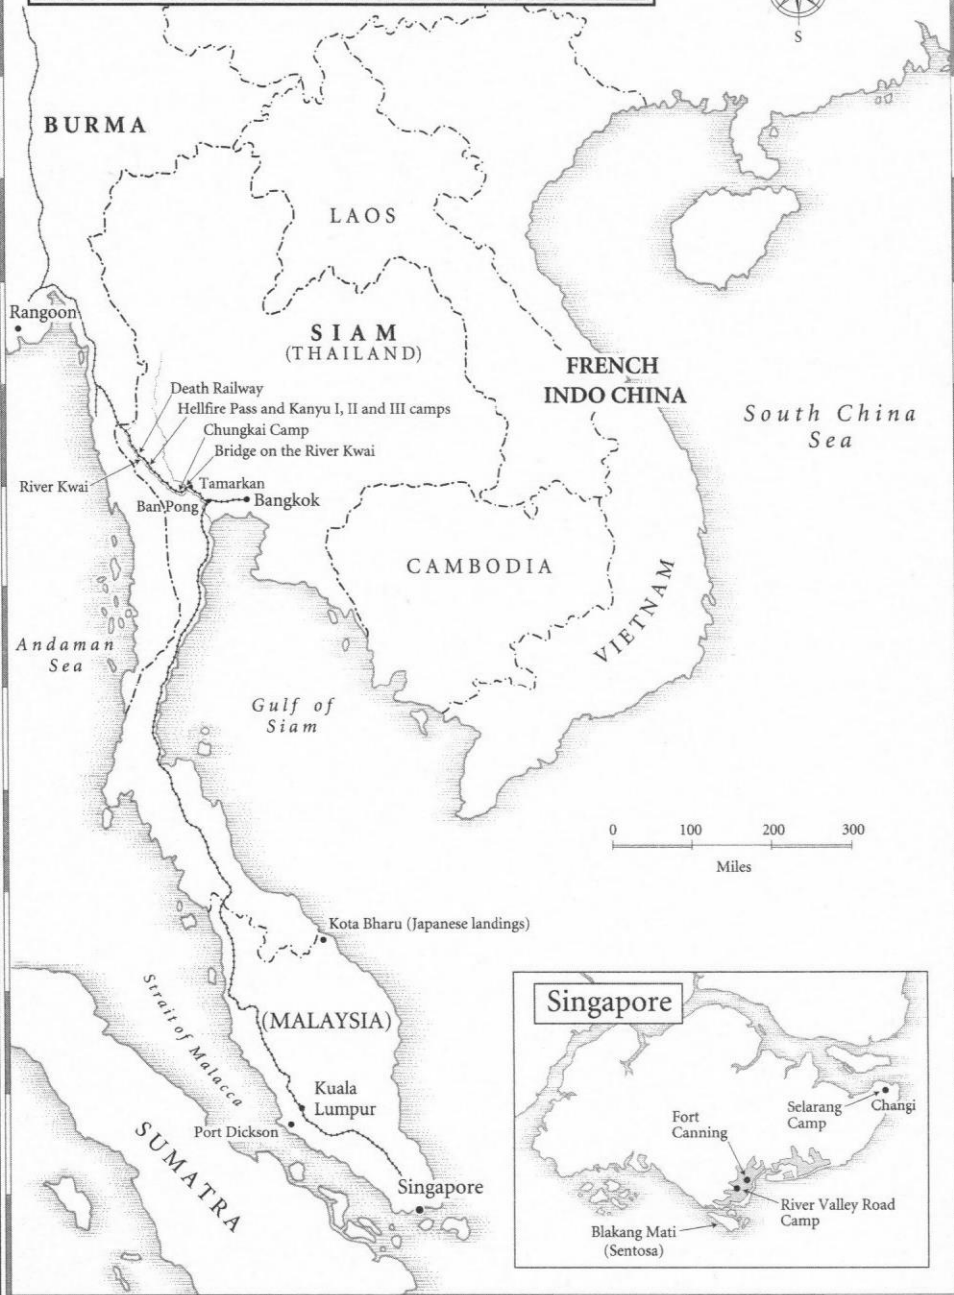 S
BURMA
LAOS
Rangoon
SIAM
(THAILAND)
FRENCH
INDO CHINA
South China
Sea
Death Railway
Hellfire Pass and Kanyu I, II and III camps
Chungkai Camp
Bridge on the River Kwai
River Kwai
Tamarkan
Ban Pong
Bangkok
CAMBODIA
VIETNAM
Andaman
Sea
Gulf of
Siam
0 100 200 300
Miles
Kota Bharu (Japanese landings)
Strait of Malacca
(MALAYSIA)
Kuala
Lumpur
Port Dickson
SUMATRA
Singapore
Singapore
Fort
Canning
Selarang
Camp
Changi
River Valley Road
Camp
Blakang Mati
(Sentosa)